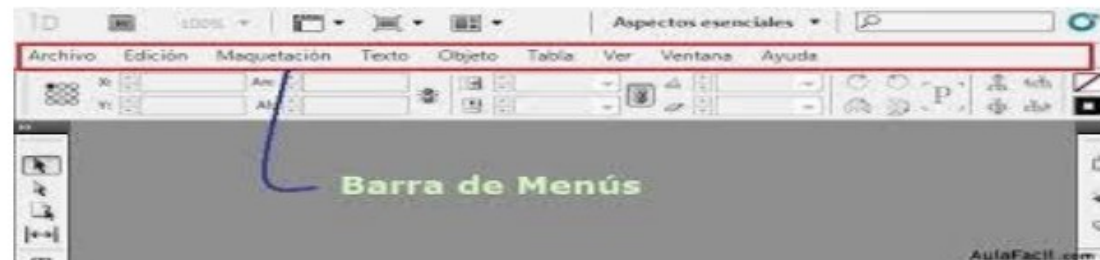 ID 100% Aspectos esenciales
Archivo Edición Maquetación Texto Objeto Tabla Ver Ventana Ayuda
X: An:
Y: Al: P
Barra de Menús
AulaFacil.com